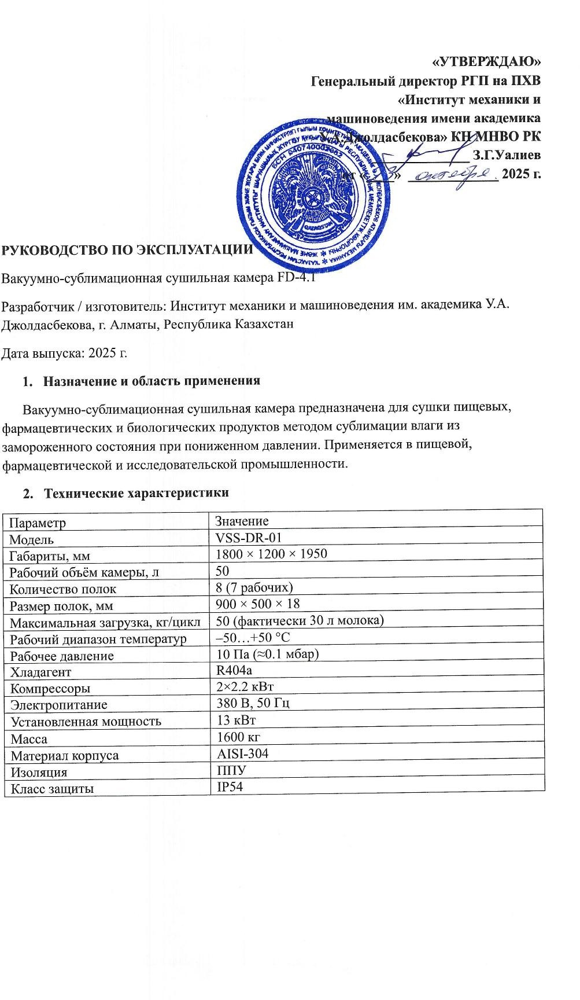 «УТВЕРЖДАЮ»
Генеральный директор РГП на ПХВ
«Институт механики и
машиноведения имени академика
У.А.Джолдасбекова» КН МНВО РК
З.Г.Уалиев
от « » октября 2025 г.
БСН 940740002662
QAZAQSTAN
РУКОВОДСТВО ПО ЭКСПЛУАТАЦИИ
Вакуумно-сублимационная сушильная камера FD-4.1
Разработчик / изготовитель: Институт механики и машиноведения им. академика У.А.
Джолдасбекова, г. Алматы, Республика Казахстан
Дата выпуска: 2025 г.
1. Назначение и область применения
Вакуумно-сублимационная сушильная камера предназначена для сушки пищевых,
фармацевтических и биологических продуктов методом сублимации влаги из
замороженного состояния при пониженном давлении. Применяется в пищевой,
фармацевтической и исследовательской промышленности.
2. Технические характеристики
Параметр Значение
Модель VSS-DR-01
Габариты, мм 1800 × 1200 × 1950
Рабочий объём камеры, л 50
Количество полок 8 (7 рабочих)
Размер полок, мм 900 × 500 × 18
Максимальная загрузка, кг/цикл 50 (фактически 30 л молока)
Рабочий диапазон температур –50…+50 °C
Рабочее давление 10 Па (≈0.1 мбар)
Хладагент R404a
Компрессоры 2×2.2 кВт
Электропитание 380 В, 50 Гц
Установленная мощность 13 кВт
Масса 1600 кг
Материал корпуса AISI-304
Изоляция ППУ
Класс защиты IP54